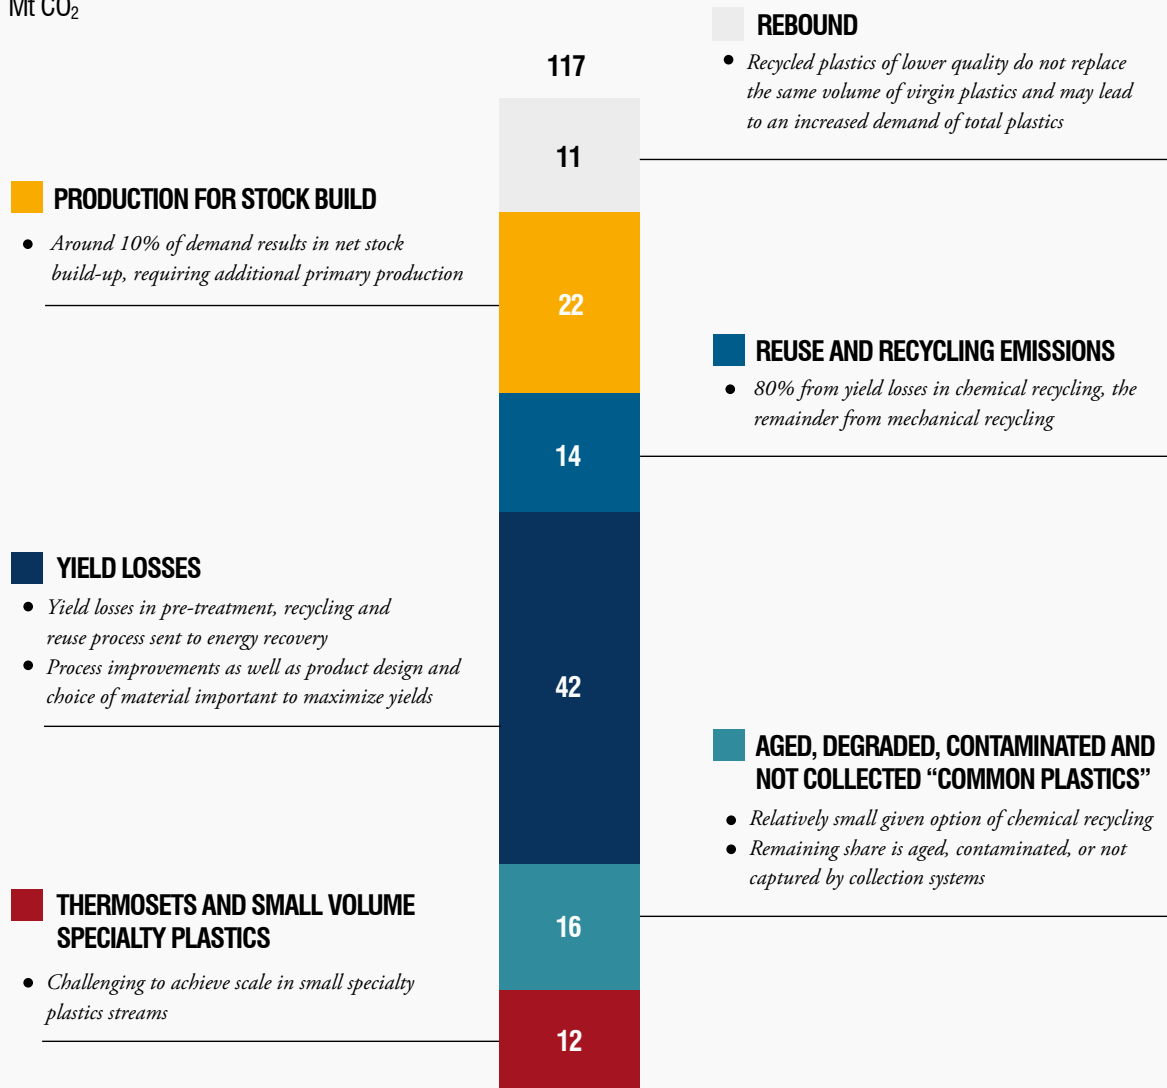 Mt CO₂
REBOUND
• Recycled plastics of lower quality do not replace
the same volume of virgin plastics and may lead
to an increased demand of total plastics
117
11
PRODUCTION FOR STOCK BUILD
• Around 10% of demand results in net stock
build-up, requiring additional primary production
22
REUSE AND RECYCLING EMISSIONS
• 80% from yield losses in chemical recycling, the
remainder from mechanical recycling
14
YIELD LOSSES
• Yield losses in pre-treatment, recycling and
reuse process sent to energy recovery
• Process improvements as well as product design and
choice of material important to maximize yields
42
AGED, DEGRADED, CONTAMINATED AND
NOT COLLECTED “COMMON PLASTICS”
• Relatively small given option of chemical recycling
• Remaining share is aged, contaminated, or not
captured by collection systems
16
THERMOSETS AND SMALL VOLUME
SPECIALTY PLASTICS
• Challenging to achieve scale in small specialty
plastics streams
12